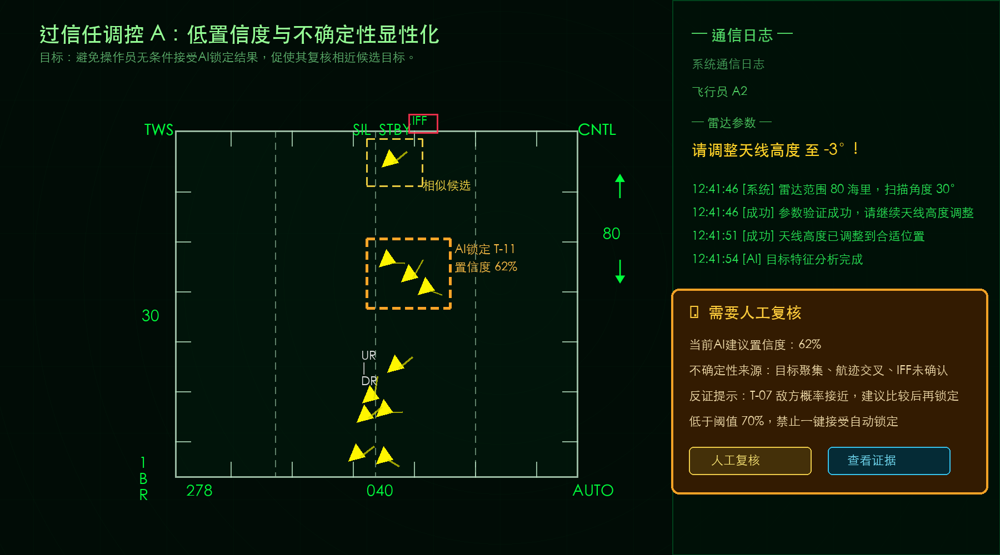 过信任调控 A：低置信度与不确定性显性化
目标：避免操作员无条件接受AI锁定结果，促使其复核相近候选目标。
TWS
SIL STBY
IFF
CNTL
相似候选
AI锁定 T-11
置信度 62%
80
30
UR
|
DR
1
B
R
278
040
AUTO
— 通信日志 —
系统通信日志
飞行员 A2
— 雷达参数 —
请调整天线高度 至 -3°！
12:41:46 [系统] 雷达范围 80 海里，扫描角度 30°
12:41:46 [成功] 参数验证成功，请继续天线高度调整
12:41:51 [成功] 天线高度已调整到合适位置
12:41:54 [AI] 目标特征分析完成
需要人工复核
当前AI建议置信度：62%
不确定性来源：目标聚集、航迹交叉、IFF未确认
反证提示：T-07 敌方概率接近，建议比较后再锁定
低于阈值 70%，禁止一键接受自动锁定
人工复核
查看证据